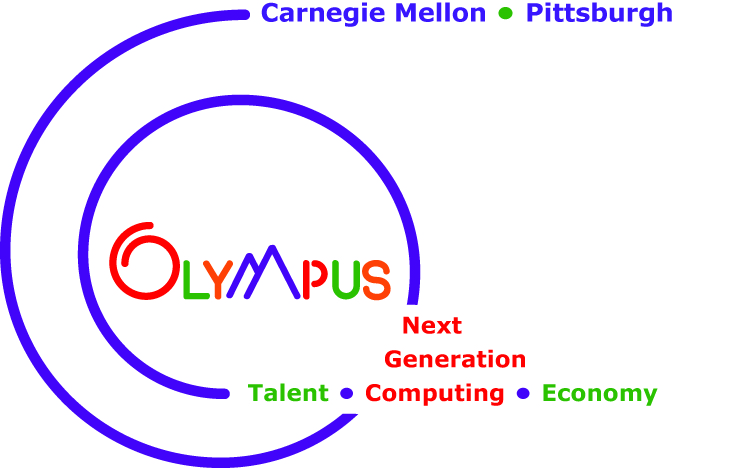 Carnegie Mellon • Pittsburgh
OLYMPUS
Next
Generation
Talent • Computing • Economy